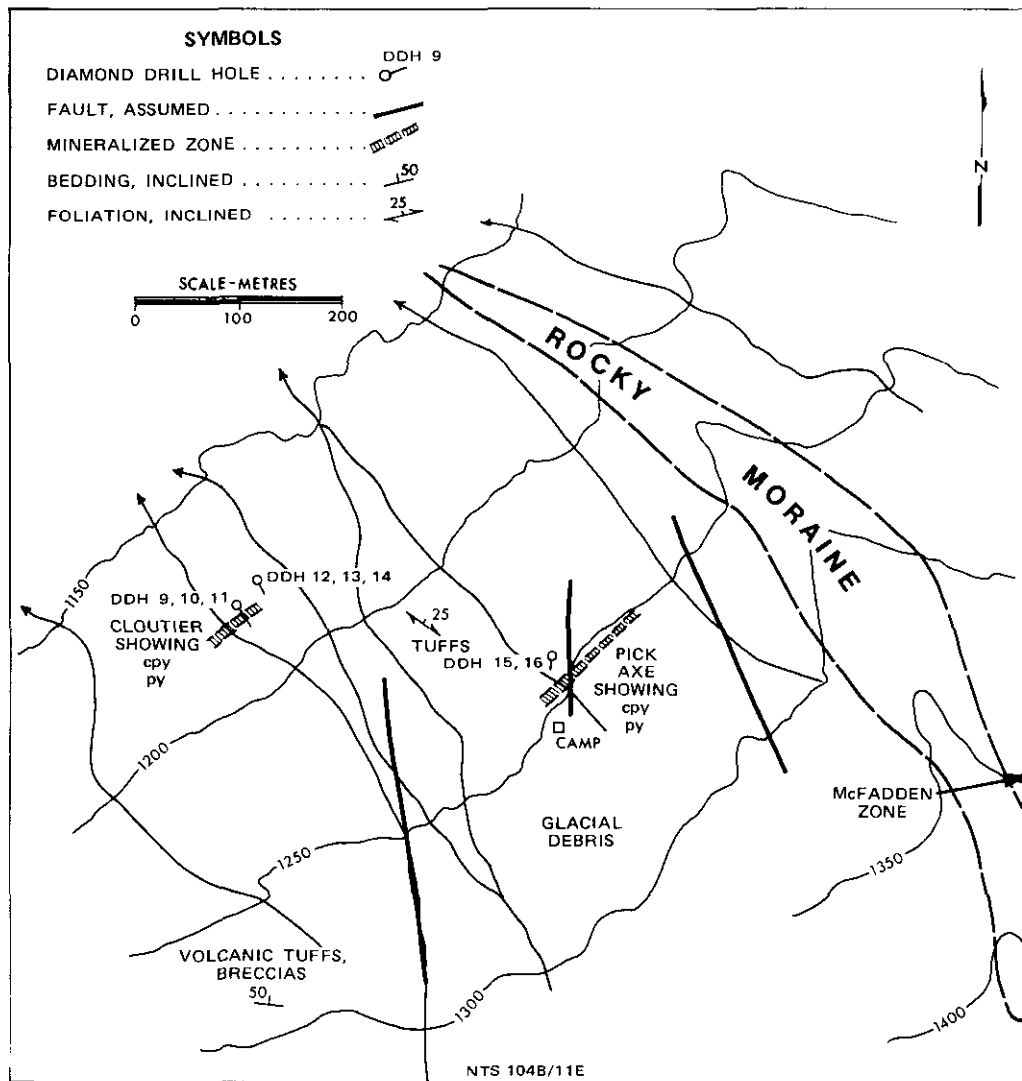 SYMBOLS
DDH 9
DIAMOND DRILL HOLE . . . . . . . .
FAULT, ASSUMED . . . . . . . . . . . .
MINERALIZED ZONE . . . . . . . . . .
BEDDING, INCLINED . . . . . . . . . .
50
FOLIATION, INCLINED . . . . . . . .
25
SCALE-METRES
0 100 200
N
ROCKY
MORAINE
1150
DDH 12, 13, 14
DDH 9, 10, 11
CLOUTIER
SHOWING
cpy
py
25
TUFFS
DDH 15, 16
PICK
AXE
SHOWING
cpy
py
CAMP
1200
McFADDEN
ZONE
GLACIAL
DEBRIS
1250
1350
VOLCANIC TUFFS,
BRECCIAS
50
1300
1400
NTS 104B/11E